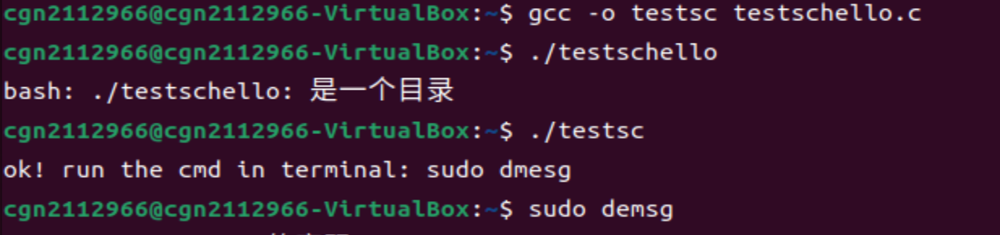 cgn2112966@cgn2112966-VirtualBox:~$ gcc -o testsc testschello.c
cgn2112966@cgn2112966-VirtualBox:~$ ./testschello
bash: ./testschello: 是一个目录
cgn2112966@cgn2112966-VirtualBox:~$ ./testsc
ok! run the cmd in terminal: sudo dmesg
cgn2112966@cgn2112966-VirtualBox:~$ sudo demsg